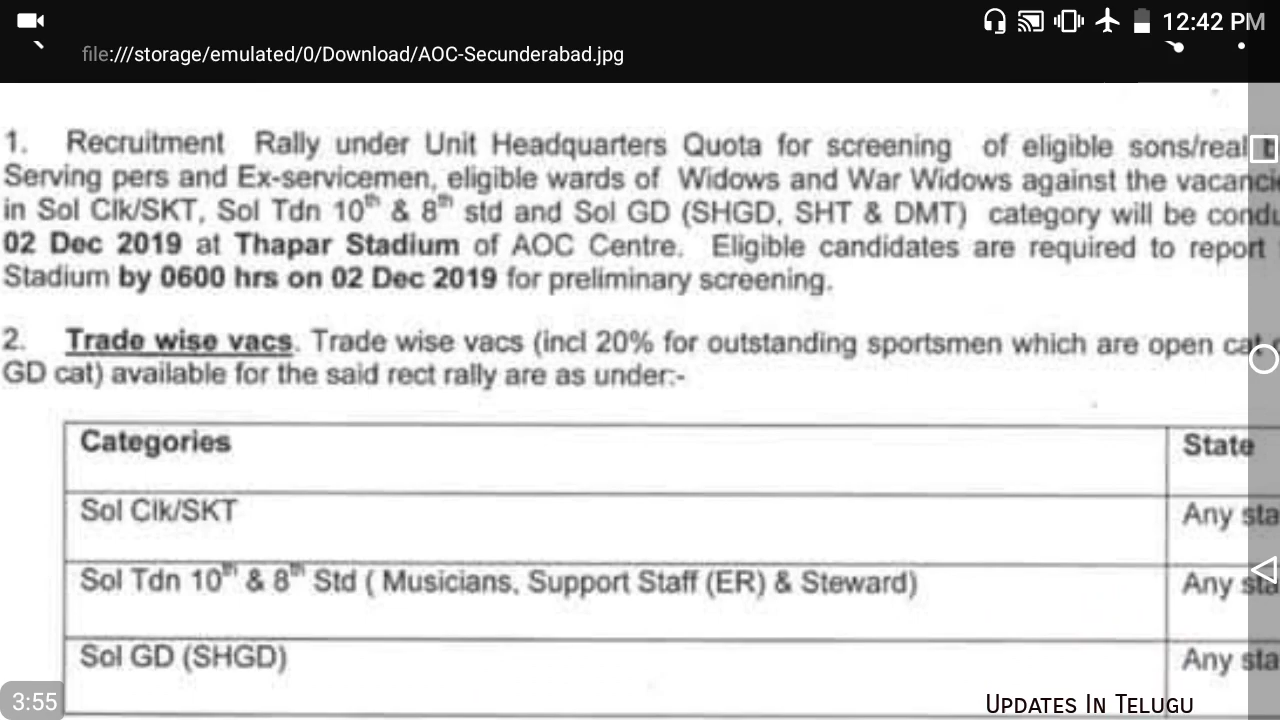 12:42 PM
file:///storage/emulated/0/Download/AOC-Secunderabad.jpg
1. Recruitment Rally under Unit Headquarters Quota for screening of eligible sons/real
Serving pers and Ex-servicemen, eligible wards of Widows and War Widows against the
in Sol Clk/SKT, Sol Tdn 10th & 8th std and Sol GD (SHGD, SHT & DMT) category will be
02 Dec 2019 at Thapar Stadium of AOC Centre. Eligible candidates are required to report
Stadium by 0600 hrs on 02 Dec 2019 for preliminary screening.
2. Trade wise vacs. Trade wise vacs (incl 20% for outstanding sportsmen which are open
GD cat) available for the said rect rally are as under:-
Categories State
Sol Clk/SKT Any
Sol Tdn 10th & 8th Std ( Musicians, Support Staff (ER) & Steward) Any
Sol GD (SHGD) Any
3:55
UPDATES IN TELUGU